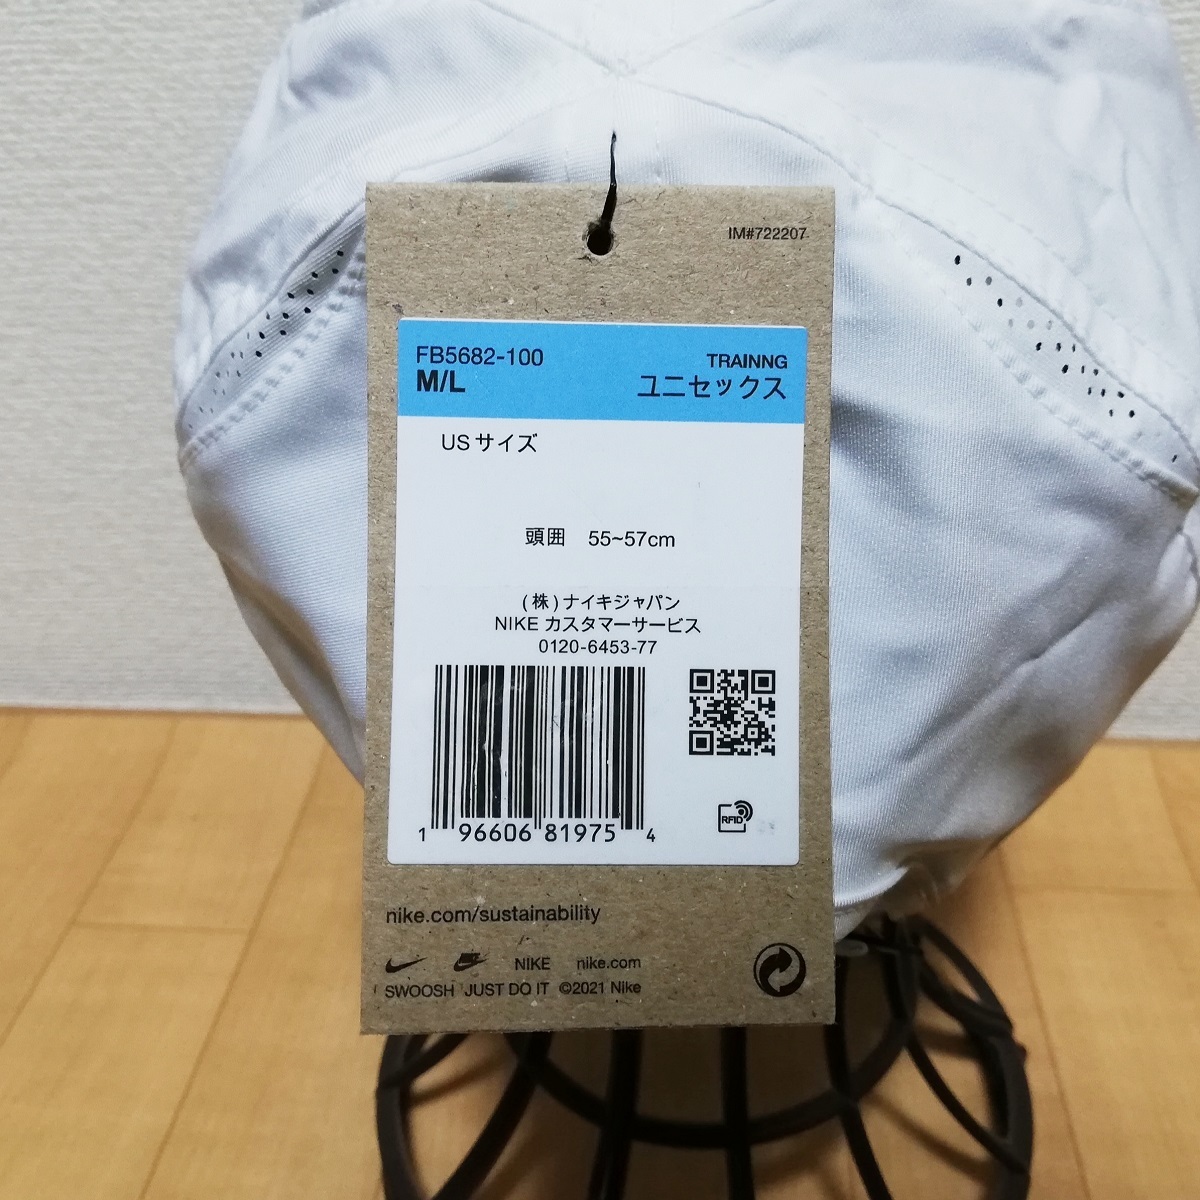 IM#722207
FB5682-100
M/L
TRAINNG
ユニセックス
US サイズ
頭囲 55~57cm
(株)ナイキジャパン
NIKE カスタマーサービス
0120-6453-77
1 96606 81975 4
RFID
nike.com/sustainability
NIKE nike.com
SWOOSH JUST DO IT ©2021 Nike